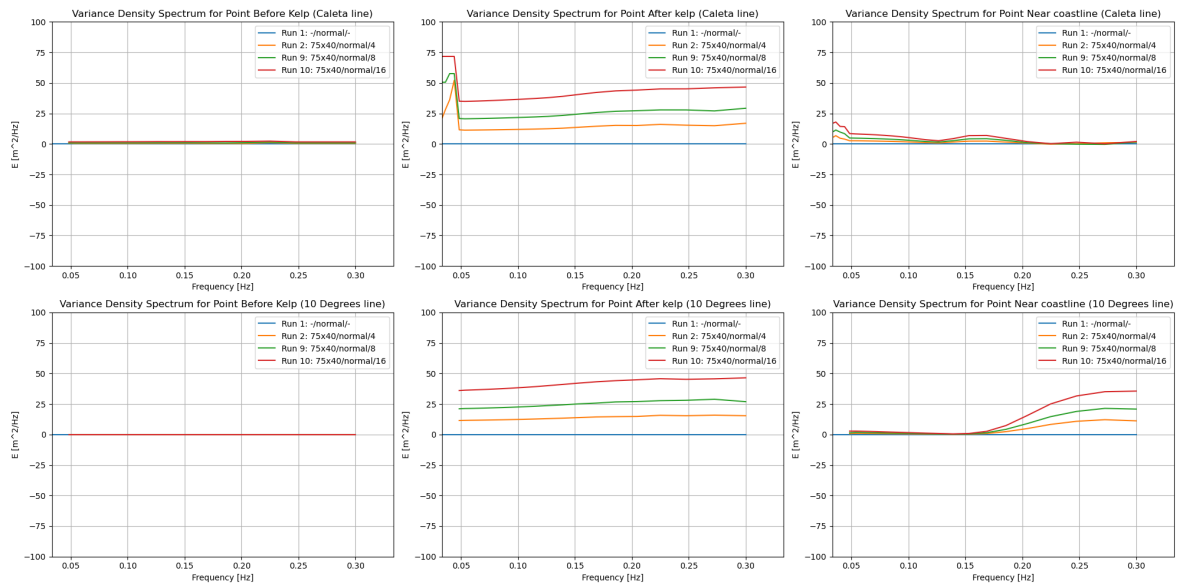 Variance Density Spectrum for Point Before Kelp (Caleta line)
E [m^2/Hz]
100
75
50
25
0
−25
−50
−75
−100
Run 1: -/normal/-
Run 2: 75x40/normal/4
Run 9: 75x40/normal/8
Run 10: 75x40/normal/16
0.05 0.10 0.15 0.20 0.25 0.30
Frequency [Hz]
Variance Density Spectrum for Point After kelp (Caleta line)
E [m^2/Hz]
100
75
50
25
0
−25
−50
−75
−100
Run 1: -/normal/-
Run 2: 75x40/normal/4
Run 9: 75x40/normal/8
Run 10: 75x40/normal/16
0.05 0.10 0.15 0.20 0.25 0.30
Frequency [Hz]
Variance Density Spectrum for Point Near coastline (Caleta line)
E [m^2/Hz]
100
75
50
25
0
−25
−50
−75
−100
Run 1: -/normal/-
Run 2: 75x40/normal/4
Run 9: 75x40/normal/8
Run 10: 75x40/normal/16
0.05 0.10 0.15 0.20 0.25 0.30
Frequency [Hz]
Variance Density Spectrum for Point Before Kelp (10 Degrees line)
E [m^2/Hz]
100
75
50
25
0
−25
−50
−75
−100
Run 1: -/normal/-
Run 2: 75x40/normal/4
Run 9: 75x40/normal/8
Run 10: 75x40/normal/16
0.05 0.10 0.15 0.20 0.25 0.30
Frequency [Hz]
Variance Density Spectrum for Point After kelp (10 Degrees line)
E [m^2/Hz]
100
75
50
25
0
−25
−50
−75
−100
Run 1: -/normal/-
Run 2: 75x40/normal/4
Run 9: 75x40/normal/8
Run 10: 75x40/normal/16
0.05 0.10 0.15 0.20 0.25 0.30
Frequency [Hz]
Variance Density Spectrum for Point Near coastline (10 Degrees line)
E [m^2/Hz]
100
75
50
25
0
−25
−50
−75
−100
Run 1: -/normal/-
Run 2: 75x40/normal/4
Run 9: 75x40/normal/8
Run 10: 75x40/normal/16
0.05 0.10 0.15 0.20 0.25 0.30
Frequency [Hz]